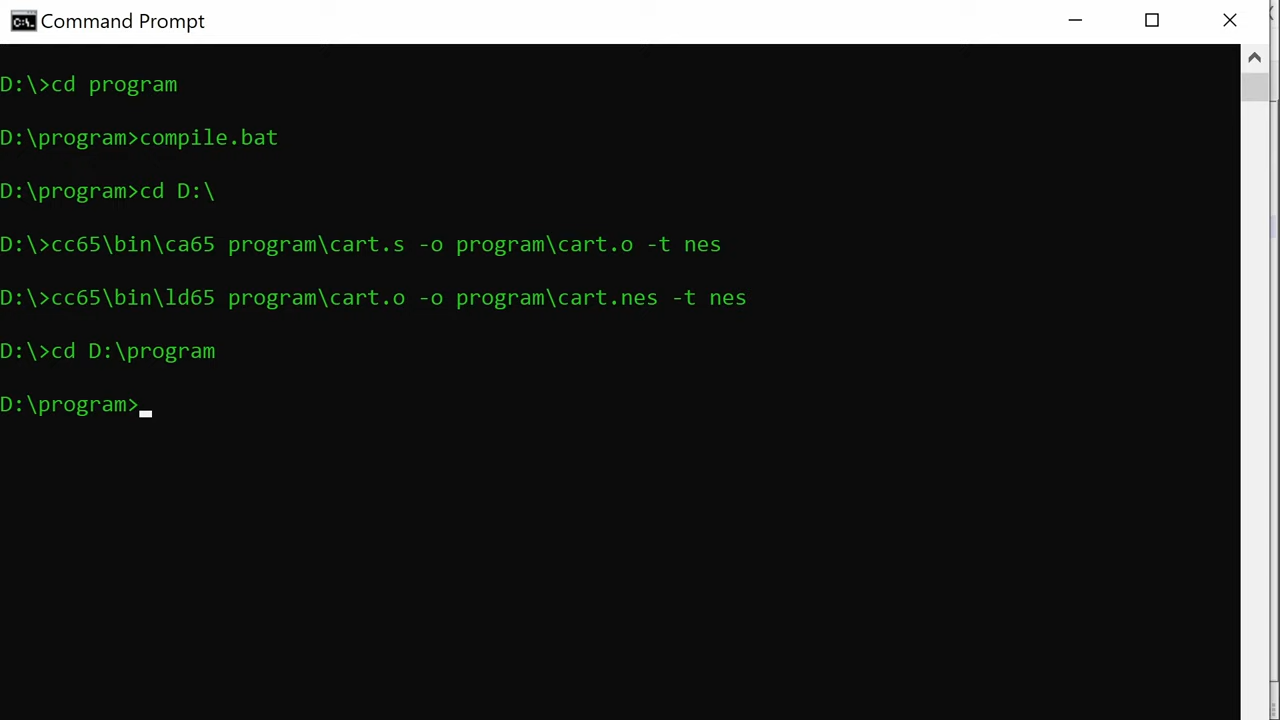 Command Prompt
D:\>cd program
D:\program>compile.bat
D:\program>cd D:\
D:\>cc65\bin\ca65 program\cart.s -o program\cart.o -t nes
D:\>cc65\bin\ld65 program\cart.o -o program\cart.nes -t nes
D:\>cd D:\program
D:\program>